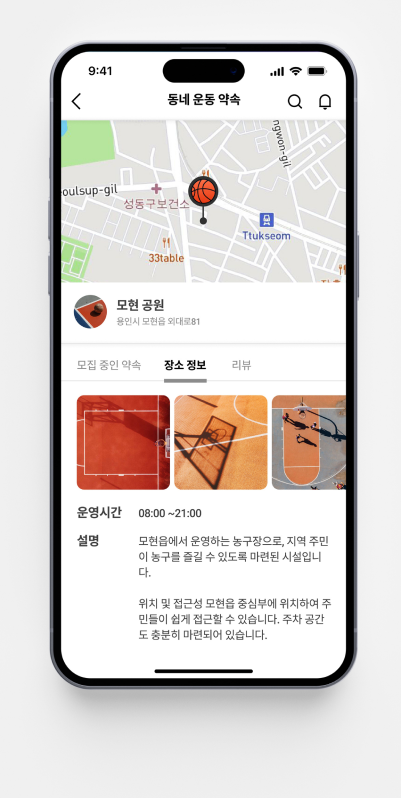 9:41
동네 운동 약속
ngwon-gil
oulsup-gil
성동구보건소
Ttukseom
33table
모현 공원
용인시 모현읍 외대로81
모집 중인 약속 장소 정보 리뷰
운영시간 08:00 ~21:00
설명 모현읍에서 운영하는 농구장으로, 지역 주민
이 농구를 즐길 수 있도록 마련된 시설입니
다.
위치 및 접근성 모현읍 중심부에 위치하여 주
민들이 쉽게 접근할 수 있습니다. 주차 공간
도 충분히 마련되어 있습니다.